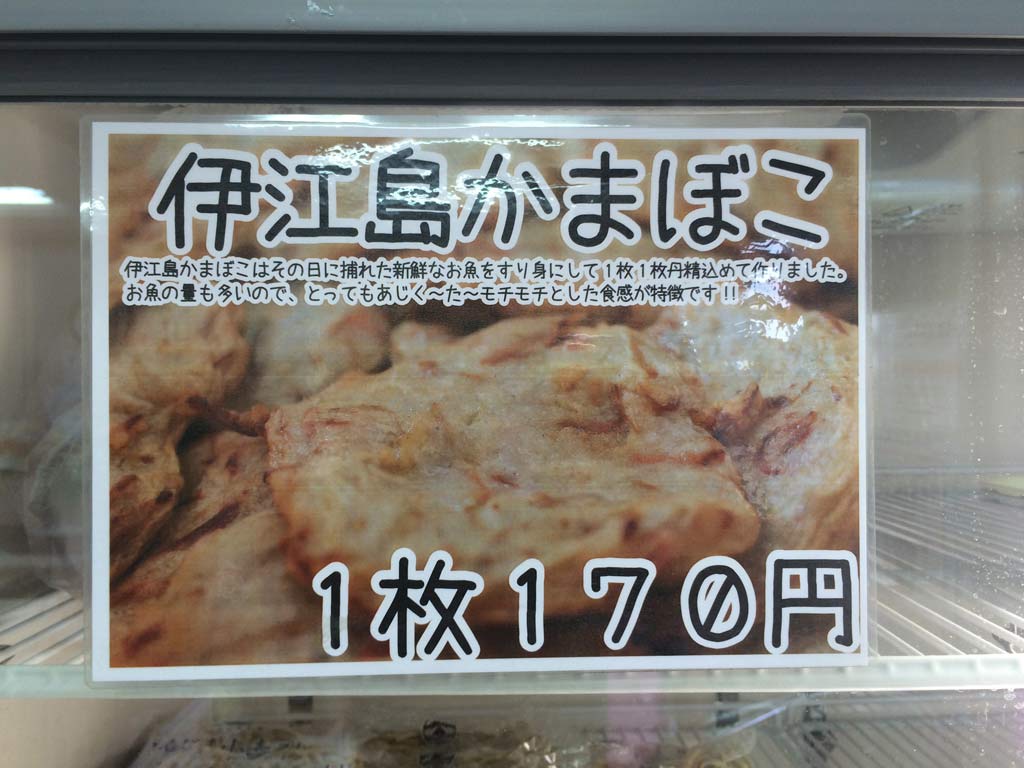 伊江島かまぼこ
伊江島かまぼこはその日に捕れた新鮮なお魚をすり身にして1枚1枚丹精込めて作りました。
お魚の量も多いので、とってもあじく〜た〜モチモチとした食感が特徴です!!
1枚170円